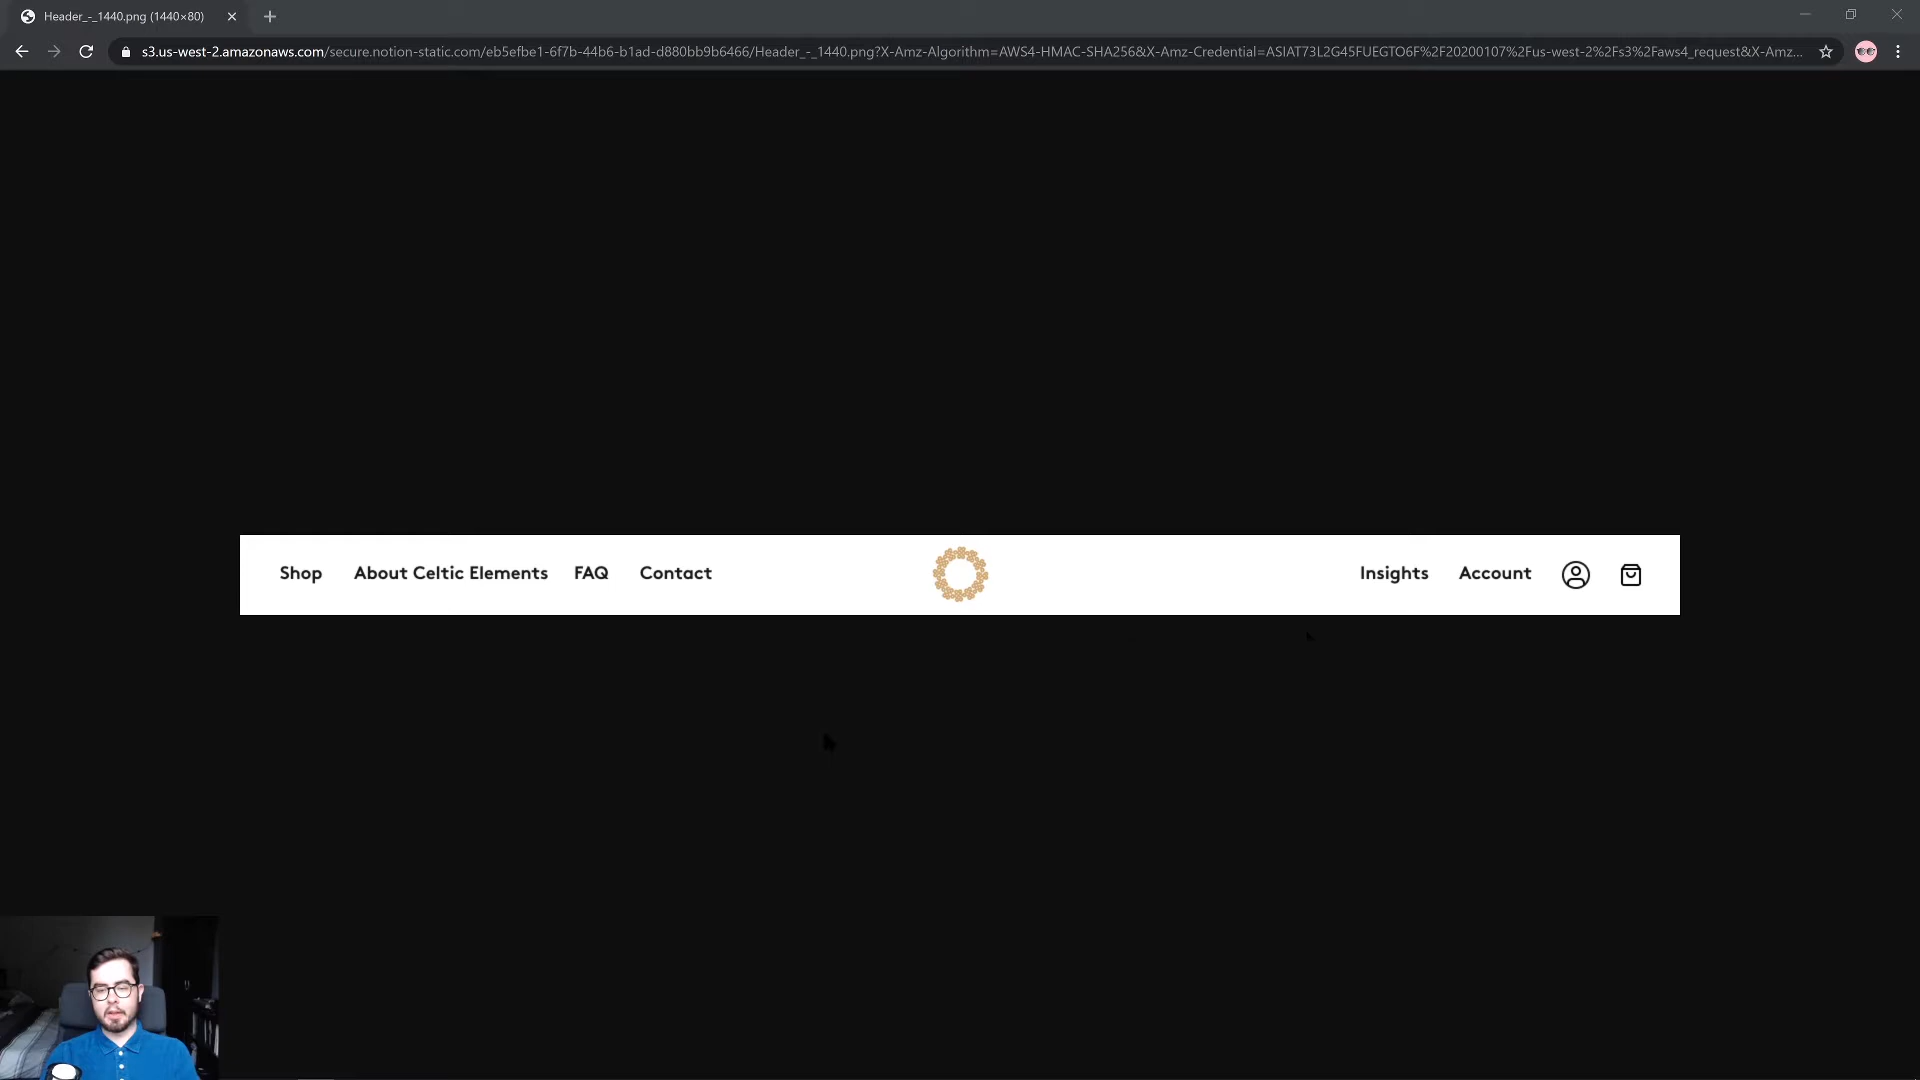 Header_-_1440.png (1440×80)
s3.us-west-2.amazonaws.com/secure.notion-static.com/eb5efbe1-6f7b-44b6-b1ad-d880bb9b6466/Header_-_1440.png?X-Amz-Algorithm=AWS4-HMAC-SHA256&X-Amz-Credential=ASIAT73L2G45FUEGTO6F%2F20200107%2Fus-west-2%2Fs3%2Faws4_request&X-Amz...
Shop About Celtic Elements FAQ Contact Insights Account